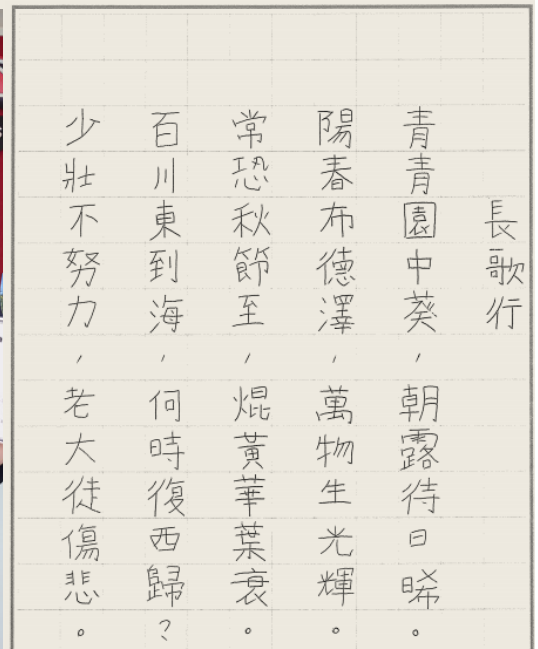 長歌行
青青園中葵，朝露待日晞。
陽春布德澤，萬物生光輝。
常恐秋節至，焜黃華葉衰。
百川東到海，何時復西歸？
少壯不努力，老大徒傷悲。